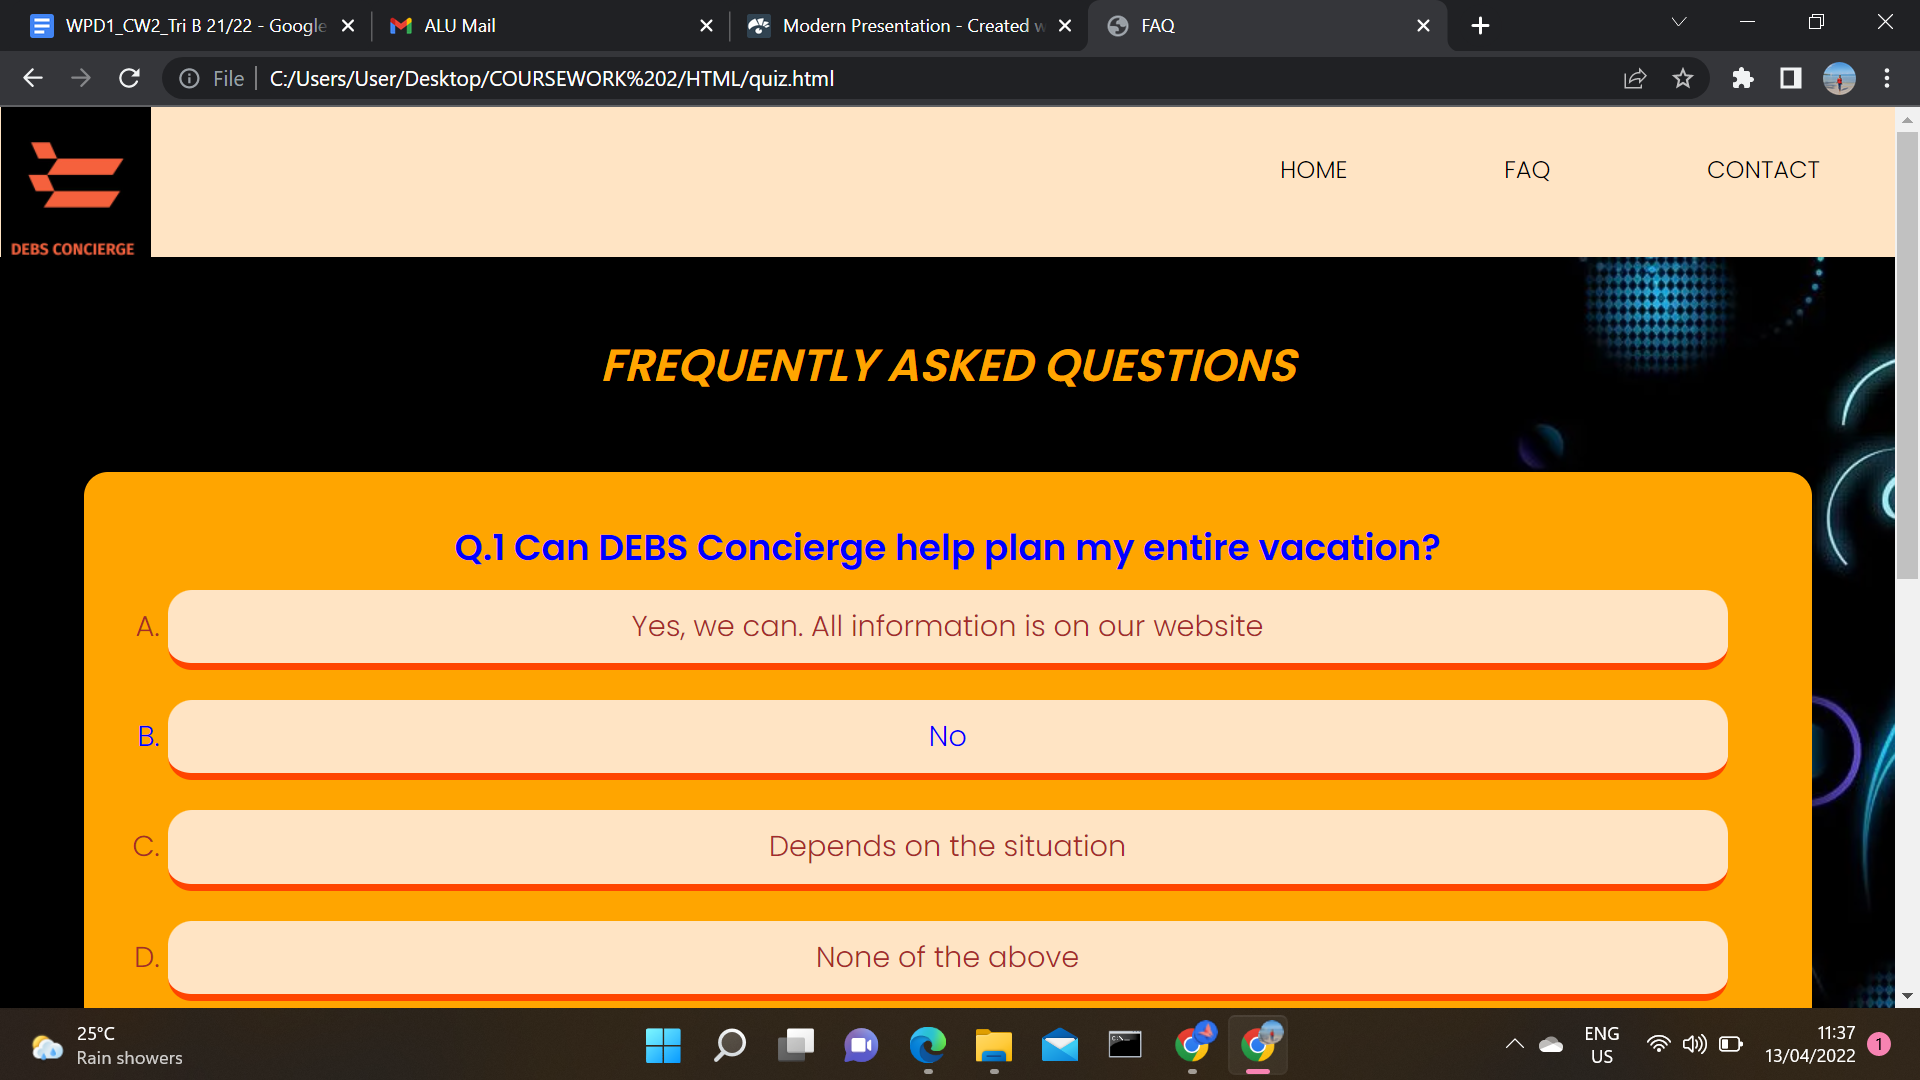 WPD1_CW2_Tri B 21/22 - Google
ALU Mail
Modern Presentation - Created w
FAQ
File
C:/Users/User/Desktop/COURSEWORK%202/HTML/quiz.html
DEBS CONCIERGE
HOME
FAQ
CONTACT
FREQUENTLY ASKED QUESTIONS
Q.1 Can DEBS Concierge help plan my entire vacation?
A. Yes, we can. All information is on our website
B. No
C. Depends on the situation
D. None of the above
25°C
Rain showers
ENG
US
11:37
13/04/2022
1